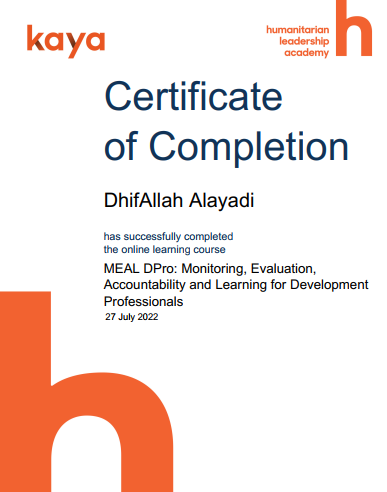 kaya
humanitarian
leadership
academy
h
Certificate
of Completion
DhifAllah Alayadi
has successfully completed
the online learning course
MEAL DPro: Monitoring, Evaluation,
Accountability and Learning for Development
Professionals
27 July 2022
h